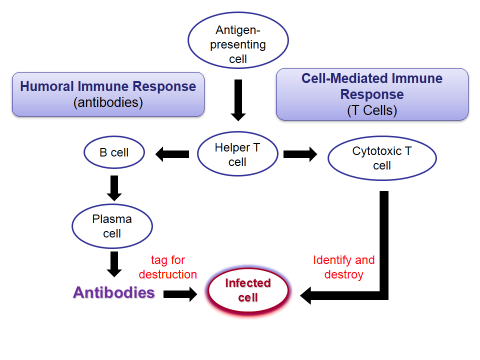 Antigen-
presenting
cell
Humoral Immune Response
(antibodies)
Cell-Mediated Immune
Response
(T Cells)
B cell
Helper T
cell
Cytotoxic T
cell
Plasma
cell
tag for
destruction
Identify and
destroy
Antibodies
Infected
cell